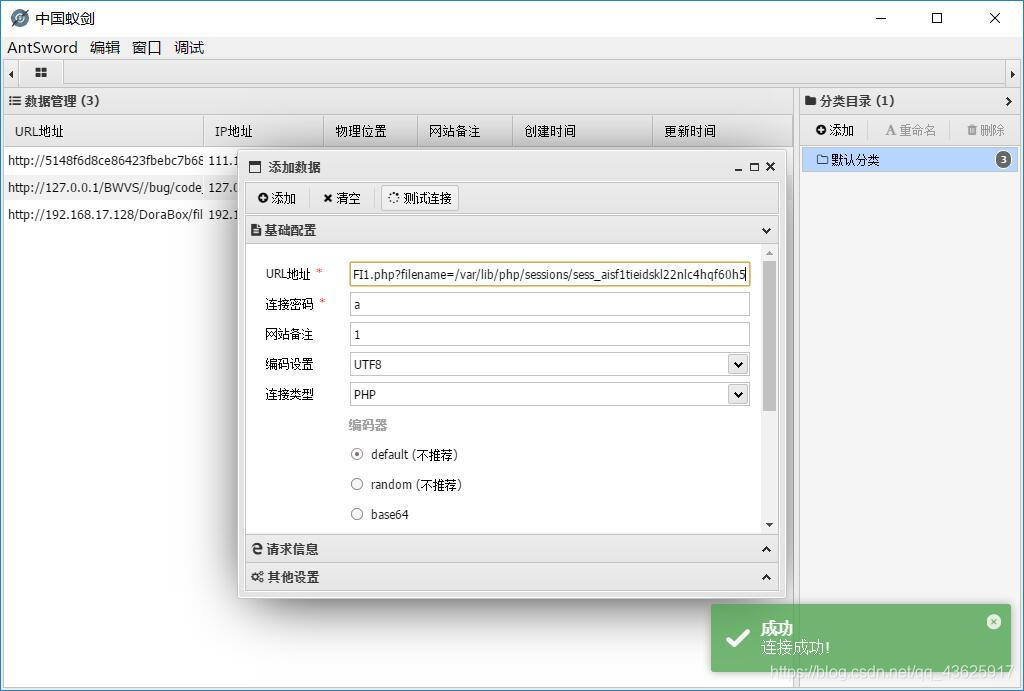 中国蚁剑
AntSword 编辑 窗口 调试
数据管理 (3)
URL地址 IP地址 物理位置 网站备注 创建时间 更新时间
http://5148f6d8ce86423fbebc7b68 111.1
http://127.0.0.1/BWVS//bug/code_ 127.0
http://192.168.17.128/DoraBox/fil 192.1
分类目录 (1)
添加 重命名 删除
默认分类 3
添加数据
添加 清空 测试连接
基础配置
URL地址 * FI1.php?filename=/var/lib/php/sessions/sess_aisf1tieidskl22nlc4hqf60h5
连接密码 * a
网站备注 1
编码设置 UTF8
连接类型 PHP
编码器
default (不推荐)
random (不推荐)
base64
请求信息
其他设置
成功
连接成功!
https://blog.csdn.net/qq_43625917